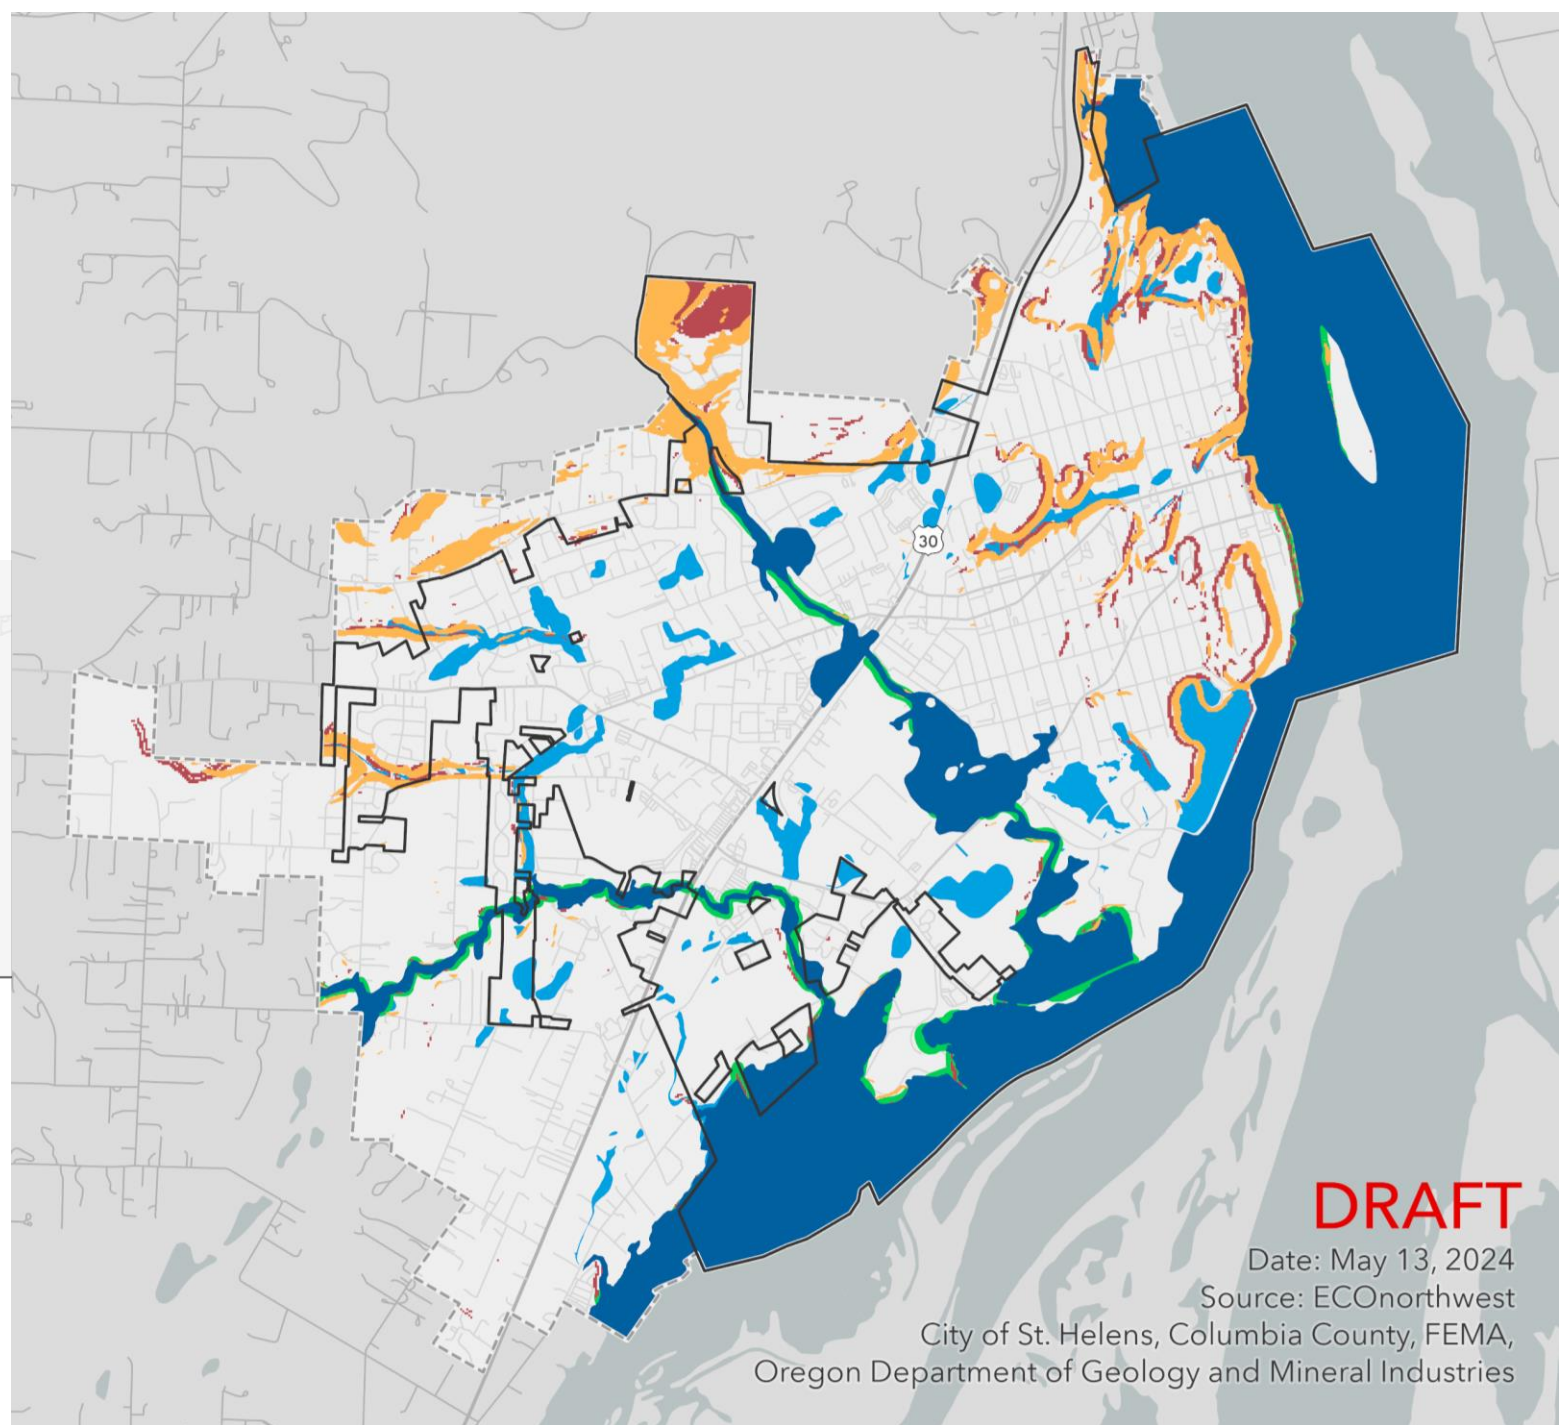 30
DRAFT
Date: May 13, 2024
Source: ECOnorthwest
City of St. Helens, Columbia County, FEMA,
Oregon Department of Geology and Mineral Industries